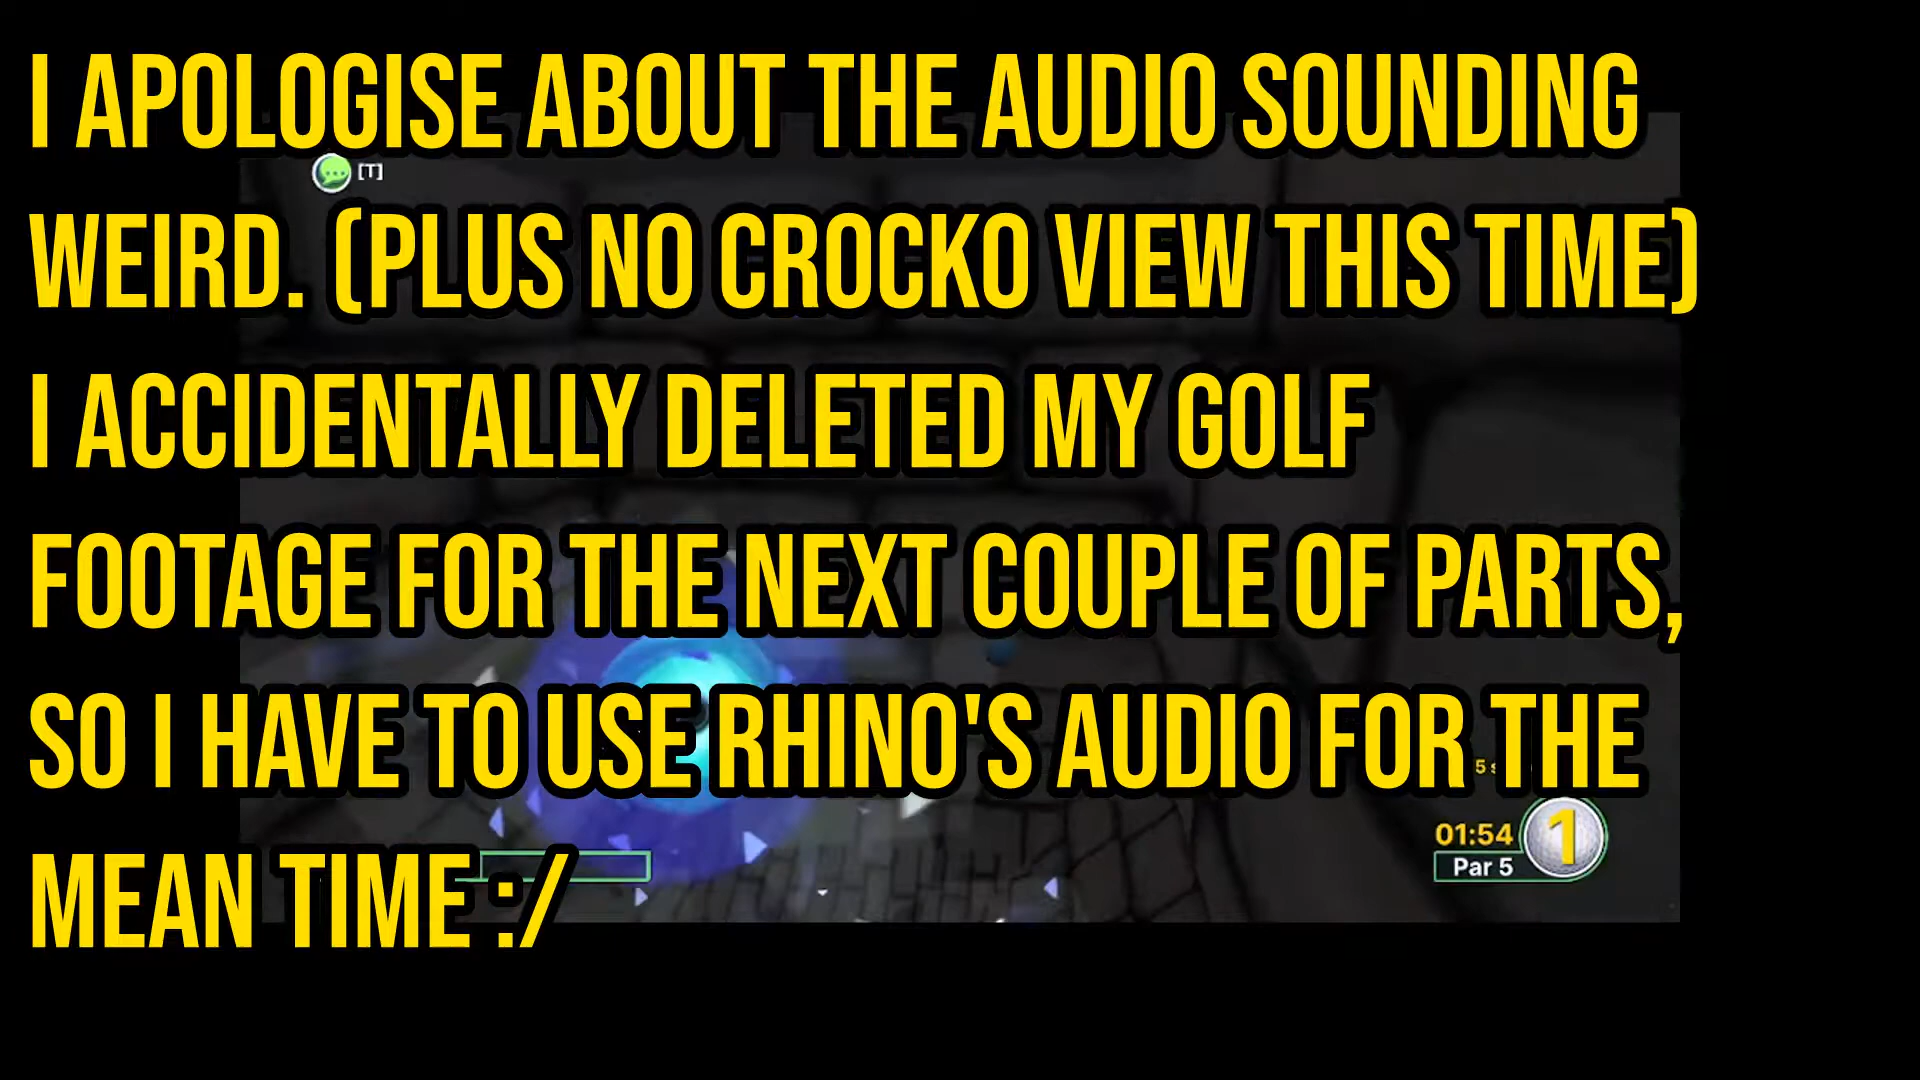 I APOLOGISE ABOUT THE AUDIO SOUNDING
[T]
WEIRD. (PLUS NO CROCKO VIEW THIS TIME)
I ACCIDENTALLY DELETED MY GOLF
FOOTAGE FOR THE NEXT COUPLE OF PARTS,
SO I HAVE TO USE RHINO'S AUDIO FOR THE
MEAN TIME :/
5
01:54
1
Par 5